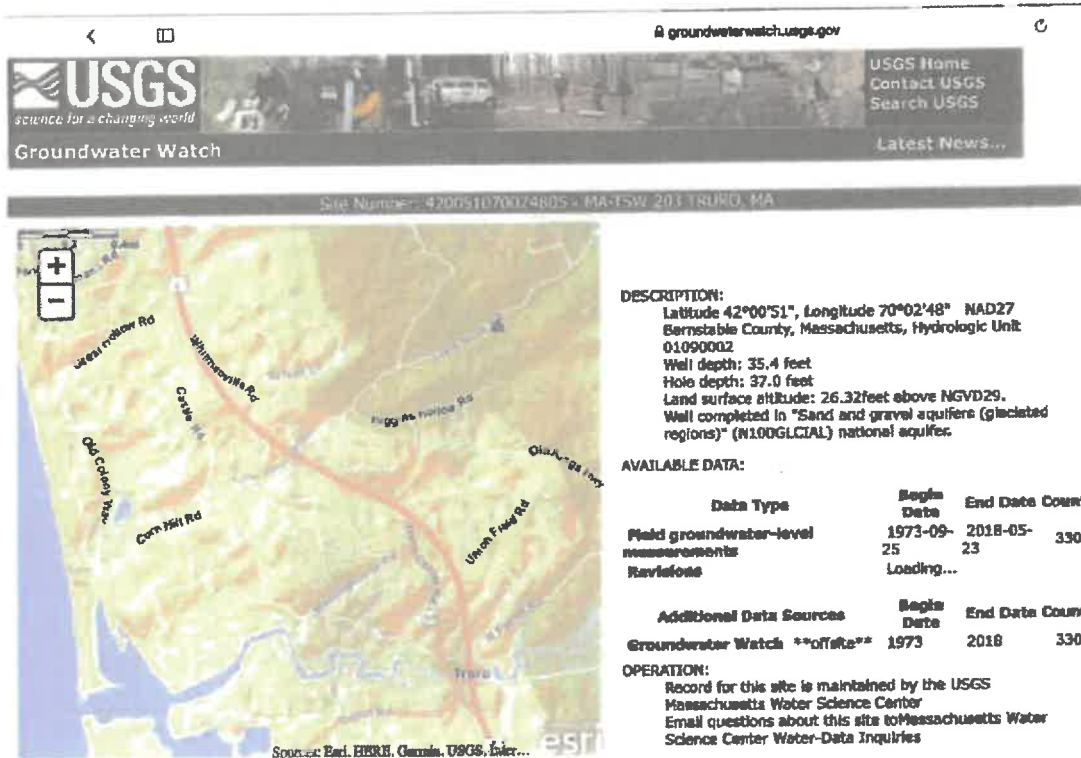 groundwaterwatch.usgs.gov
USGS
science for a changing world
USGS Home
Contact USGS
Search USGS
Groundwater Watch
Latest News...
Site Number: 420051070024805 - MA-TSW 203 TRURO, MA
+
−
Whitmanville Rd
Castle Rd
Old Colony Way
Corn Hill Rd
Union Field Rd
Truro
Sources: Esri, HERE, Garmin, USGS, Inter...
esri
DESCRIPTION:
Latitude 42°00'51", Longitude 70°02'48" NAD27
Barnstable County, Massachusetts, Hydrologic Unit
01090002
Well depth: 35.4 feet
Hole depth: 37.0 feet
Land surface altitude: 26.32feet above NGVD29.
Well completed in "Sand and gravel aquifers (glaciated
regions)" (N100GLCIAL) national aquifer.
AVAILABLE DATA:
Data Type Begin Date End Date Coun
Field groundwater-level measurements 1973-09-25 2018-05-23 330
Revisions Loading...
Additional Data Sources Begin Date End Date Coun
Groundwater Watch **offsite** 1973 2018 330
OPERATION:
Record for this site is maintained by the USGS
Massachusetts Water Science Center
Email questions about this site toMassachusetts Water
Science Center Water-Data Inquiries